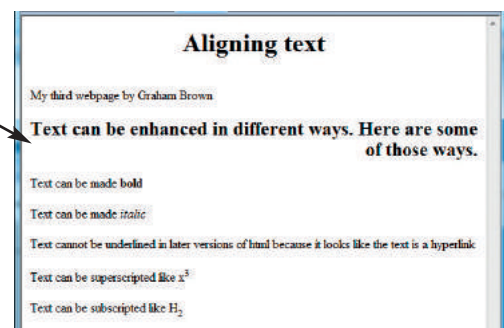 Aligning text
My third webpage by Graham Brown
Text can be enhanced in different ways. Here are some
of those ways.
Text can be made bold
Text can be made italic
Text cannot be underlined in later versions of html because it looks like the text is a hyperlink
Text can be superscripted like x³
Text can be subscripted like H₂